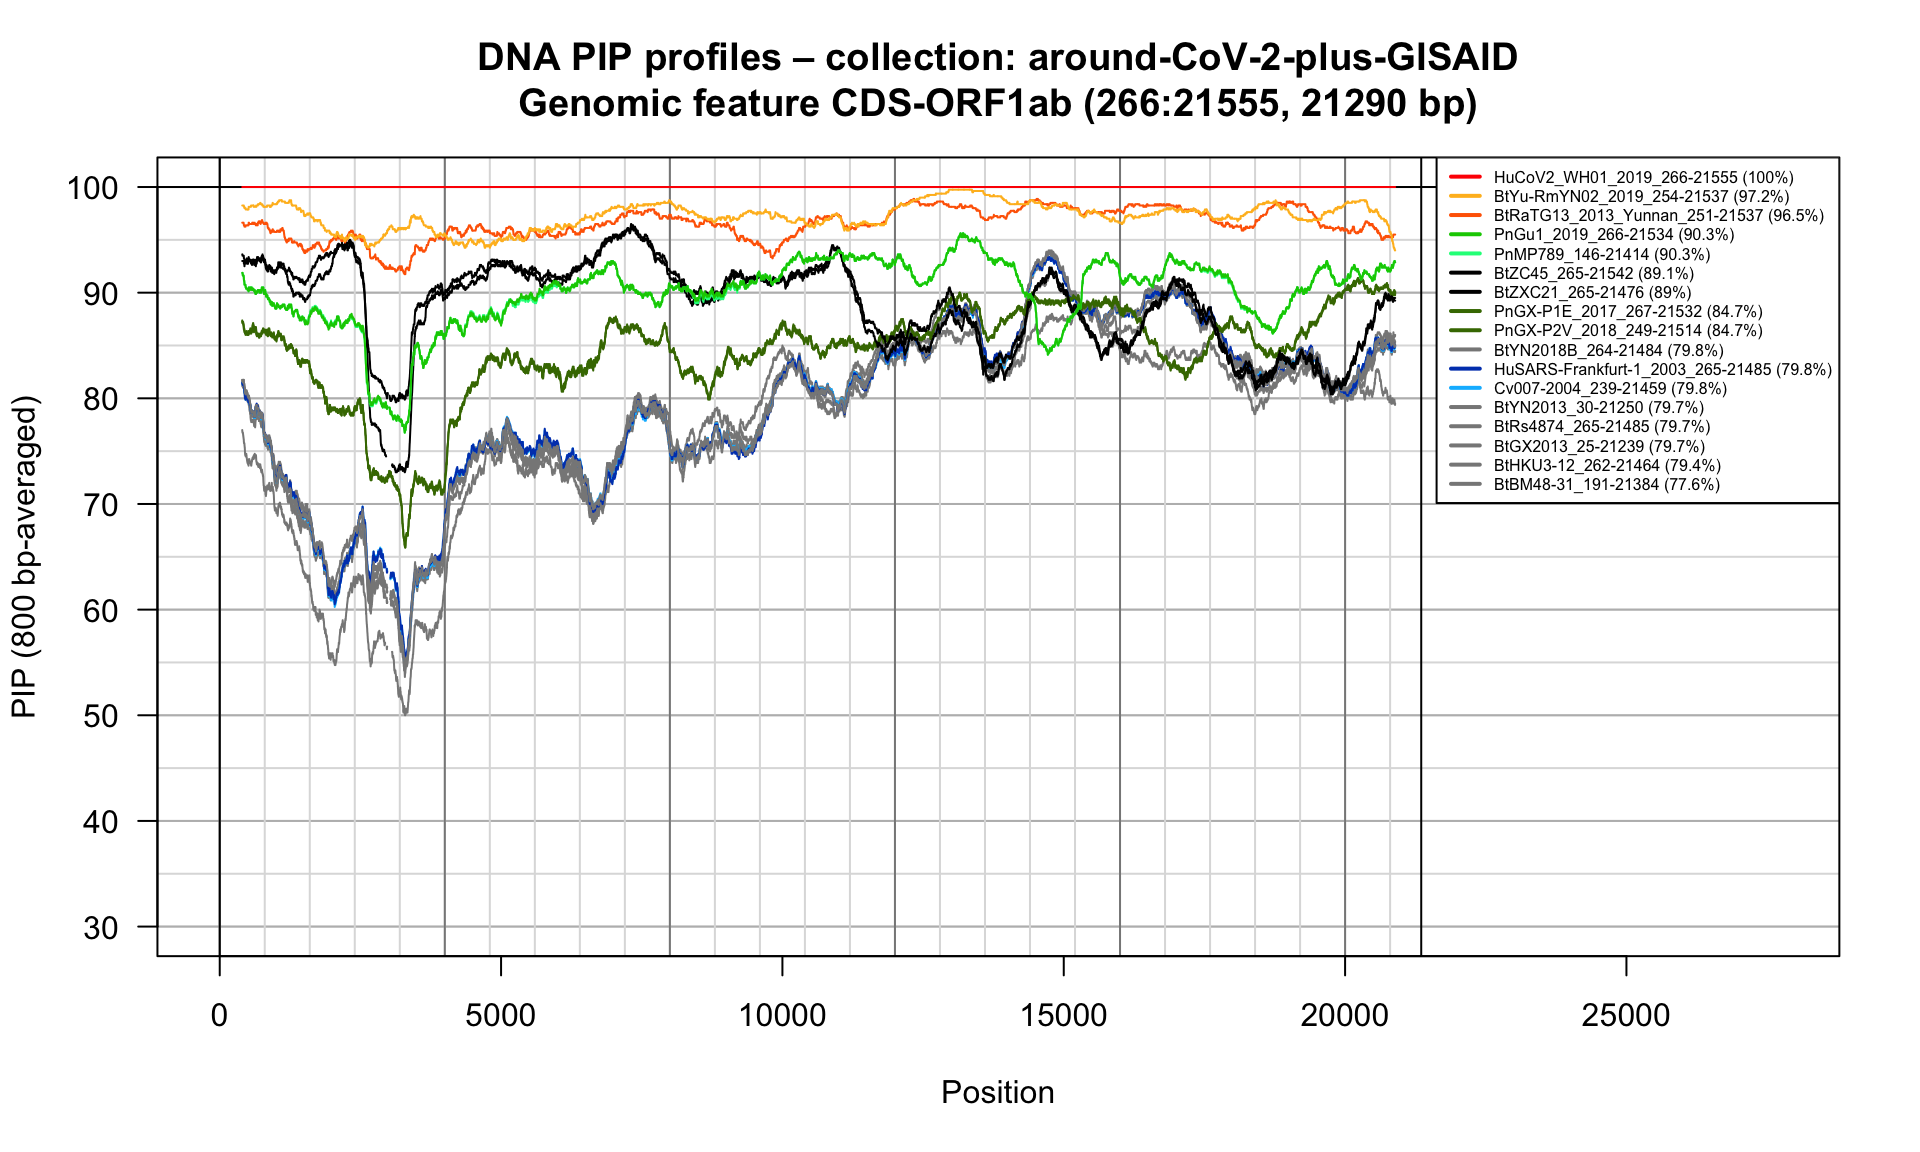 DNA PIP profiles – collection: around-CoV-2-plus-GISAID
Genomic feature CDS-ORF1ab (266:21555, 21290 bp)
PIP (800 bp-averaged)
100
90
80
70
60
50
40
30
HuCoV2_WH01_2019_266-21555 (100%)
BtYu-RmYN02_2019_254-21537 (97.2%)
BtRaTG13_2013_Yunnan_251-21537 (96.5%)
PnGu1_2019_266-21534 (90.3%)
PnMP789_146-21414 (90.3%)
BtZC45_265-21542 (89.1%)
BtZXC21_265-21476 (89%)
PnGX-P1E_2017_267-21532 (84.7%)
PnGX-P2V_2018_249-21514 (84.7%)
BtYN2018B_264-21484 (79.8%)
HuSARS-Frankfurt-1_2003_265-21485 (79.8%)
Cv007-2004_239-21459 (79.8%)
BtYN2013_30-21250 (79.7%)
BtRs4874_265-21485 (79.7%)
BtGX2013_25-21239 (79.7%)
BtHKU3-12_262-21464 (79.4%)
BtBM48-31_191-21384 (77.6%)
0 5000 10000 15000 20000 25000
Position